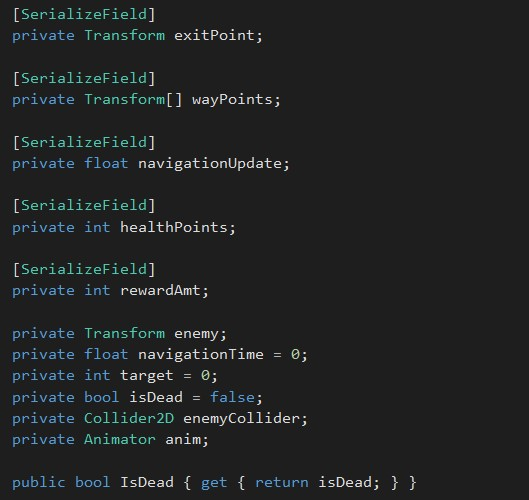 [SerializeField]
private Transform exitPoint;
[SerializeField]
private Transform[] wayPoints;
[SerializeField]
private float navigationUpdate;
[SerializeField]
private int healthPoints;
[SerializeField]
private int rewardAmt;
private Transform enemy;
private float navigationTime = 0;
private int target = 0;
private bool isDead = false;
private Collider2D enemyCollider;
private Animator anim;
public bool IsDead { get { return isDead; } }